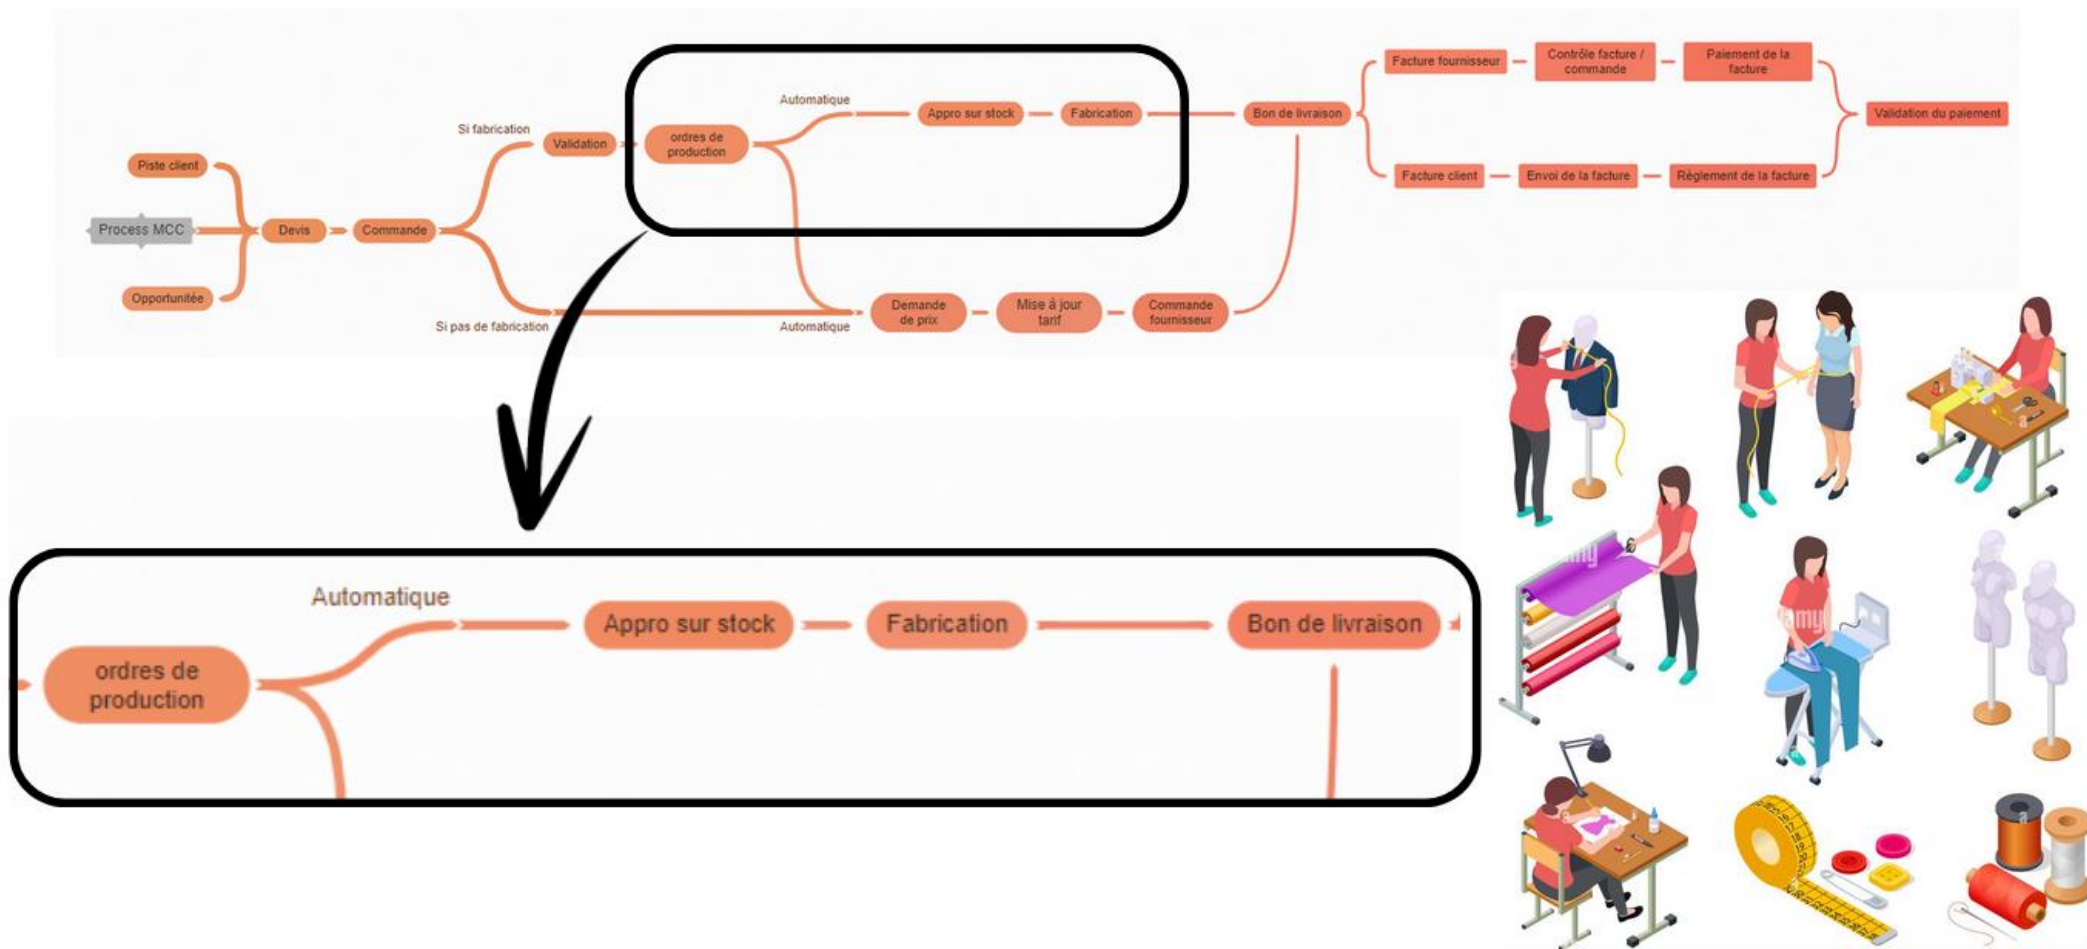 Piste client
Process MCC
Opportunitée
Devis
Commande
Si fabrication
Validation
ordres de
production
Automatique
Appro sur stock
Fabrication
Bon de livraison
Facture fournisseur
Contrôle facture /
commande
Paiement de la
facture
Facture client
Envoi de la facture
Règlement de la facture
Validation du paiement
Si pas de fabrication
Automatique
Demande
de prix
Mise à jour
tarif
Commande
fournisseur
Automatique
ordres de
production
Appro sur stock
Fabrication
Bon de livraison